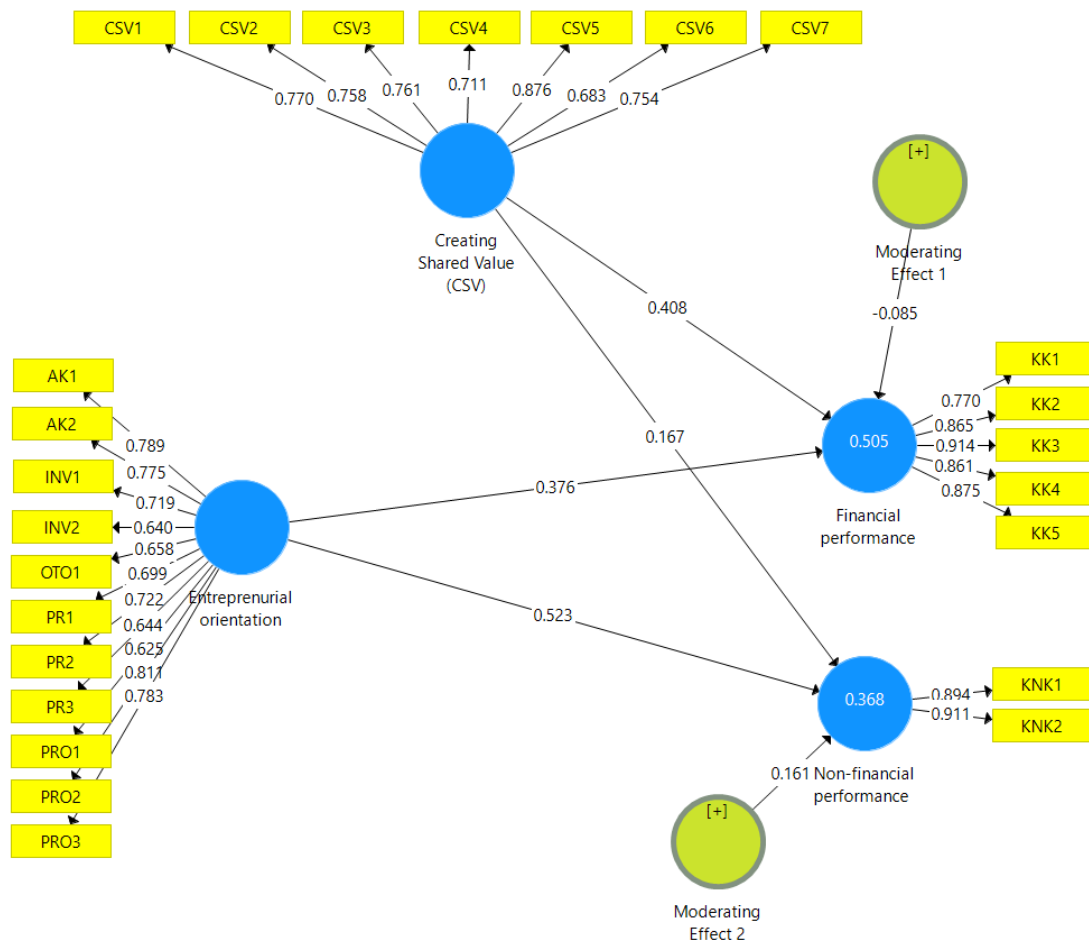 CSV1 CSV2 CSV3 CSV4 CSV5 CSV6 CSV7
0.770 0.758 0.761 0.711 0.876 0.683 0.754
[+]
Creating
Shared Value
(CSV)
Moderating
Effect 1
0.408
-0.085
AK1
AK2
INV1
INV2
OTO1
PR1
PR2
PR3
PRO1
PRO2
PRO3
0.789
0.775
0.719
0.640
0.658
0.699
0.722
0.644
0.625
0.811
0.783
Entreprenurial
orientation
0.167
0.376
0.523
0.505
Financial
performance
0.770
0.865
0.914
0.861
0.875
KK1
KK2
KK3
KK4
KK5
0.368
Non-financial
performance
0.894
0.911
KNK1
KNK2
0.161
[+]
Moderating
Effect 2